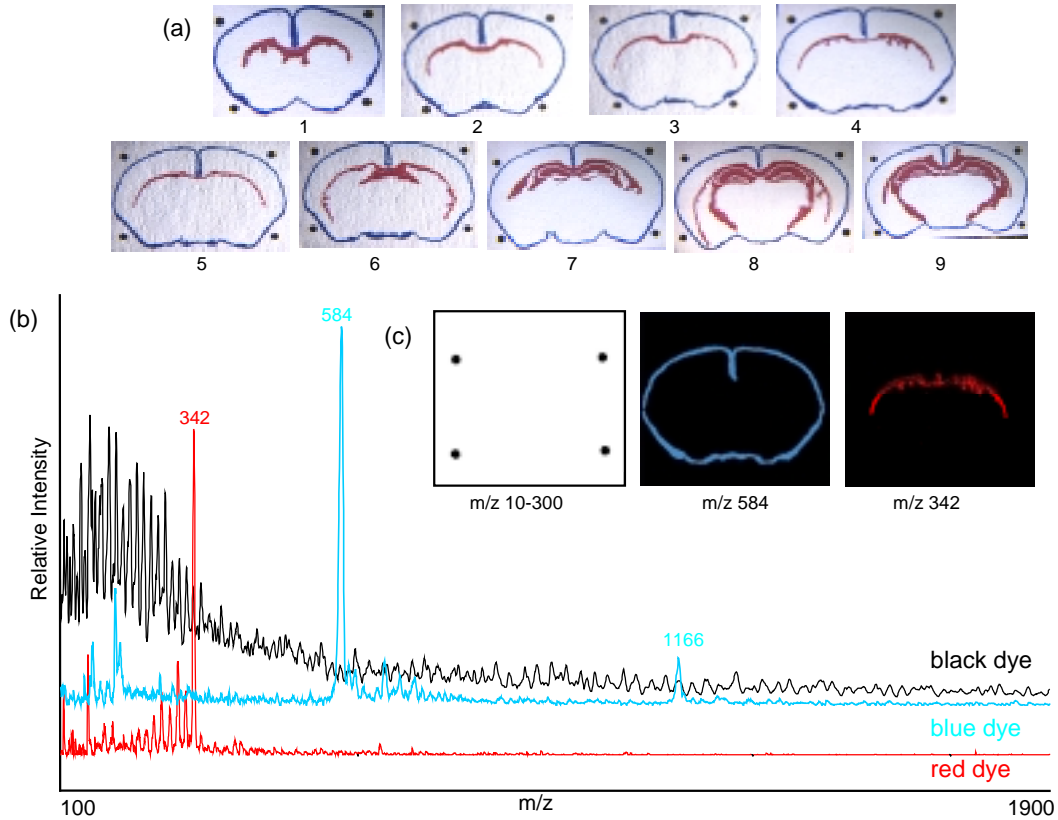 (a)
1
2
3
4
5
6
7
8
9
(b)
584
(c)
342
m/z 10-300
m/z 584
m/z 342
Relative Intensity
1166
black dye
blue dye
red dye
100
m/z
1900